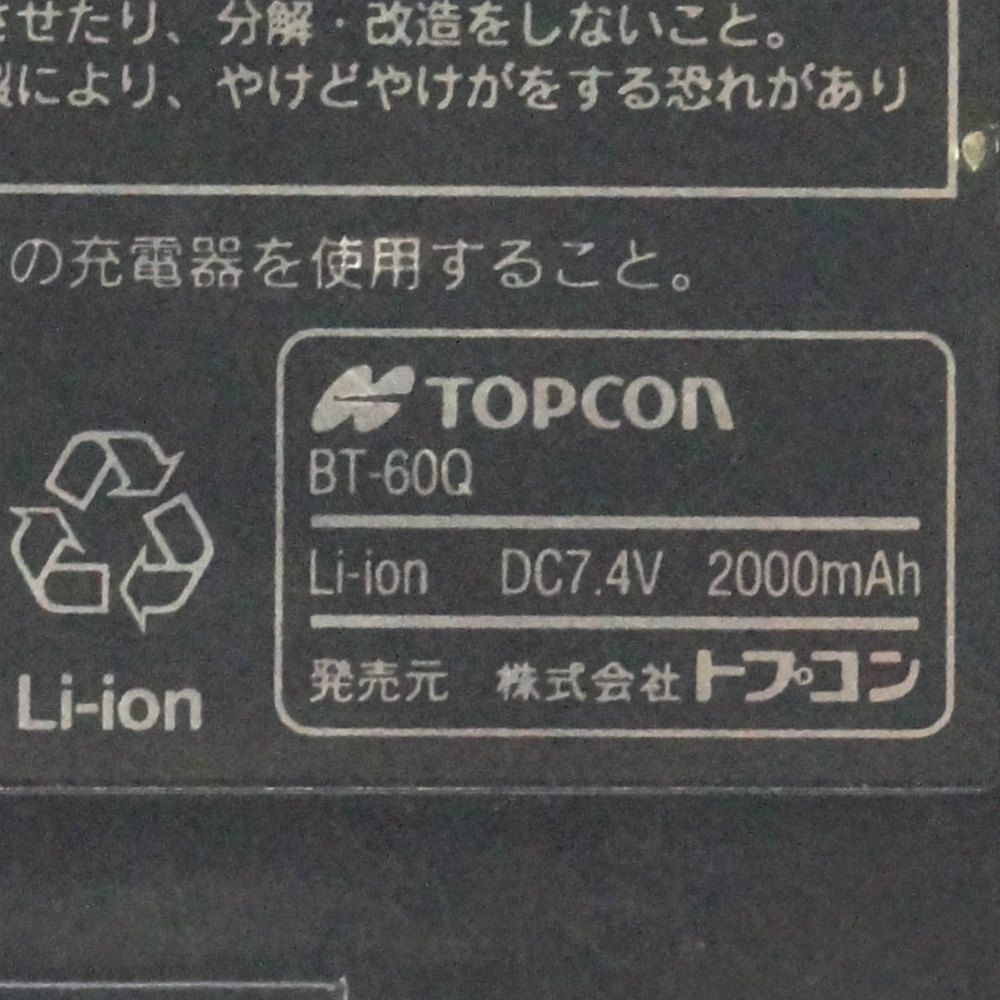 させたり、分解・改造をしないこと。
により、やけどやけがをする恐れがあり
の充電器を使用すること。
TOPCON
BT-60Q
Li-ion DC7.4V 2000mAh
発売元 株式会社トプコン
Li-ion